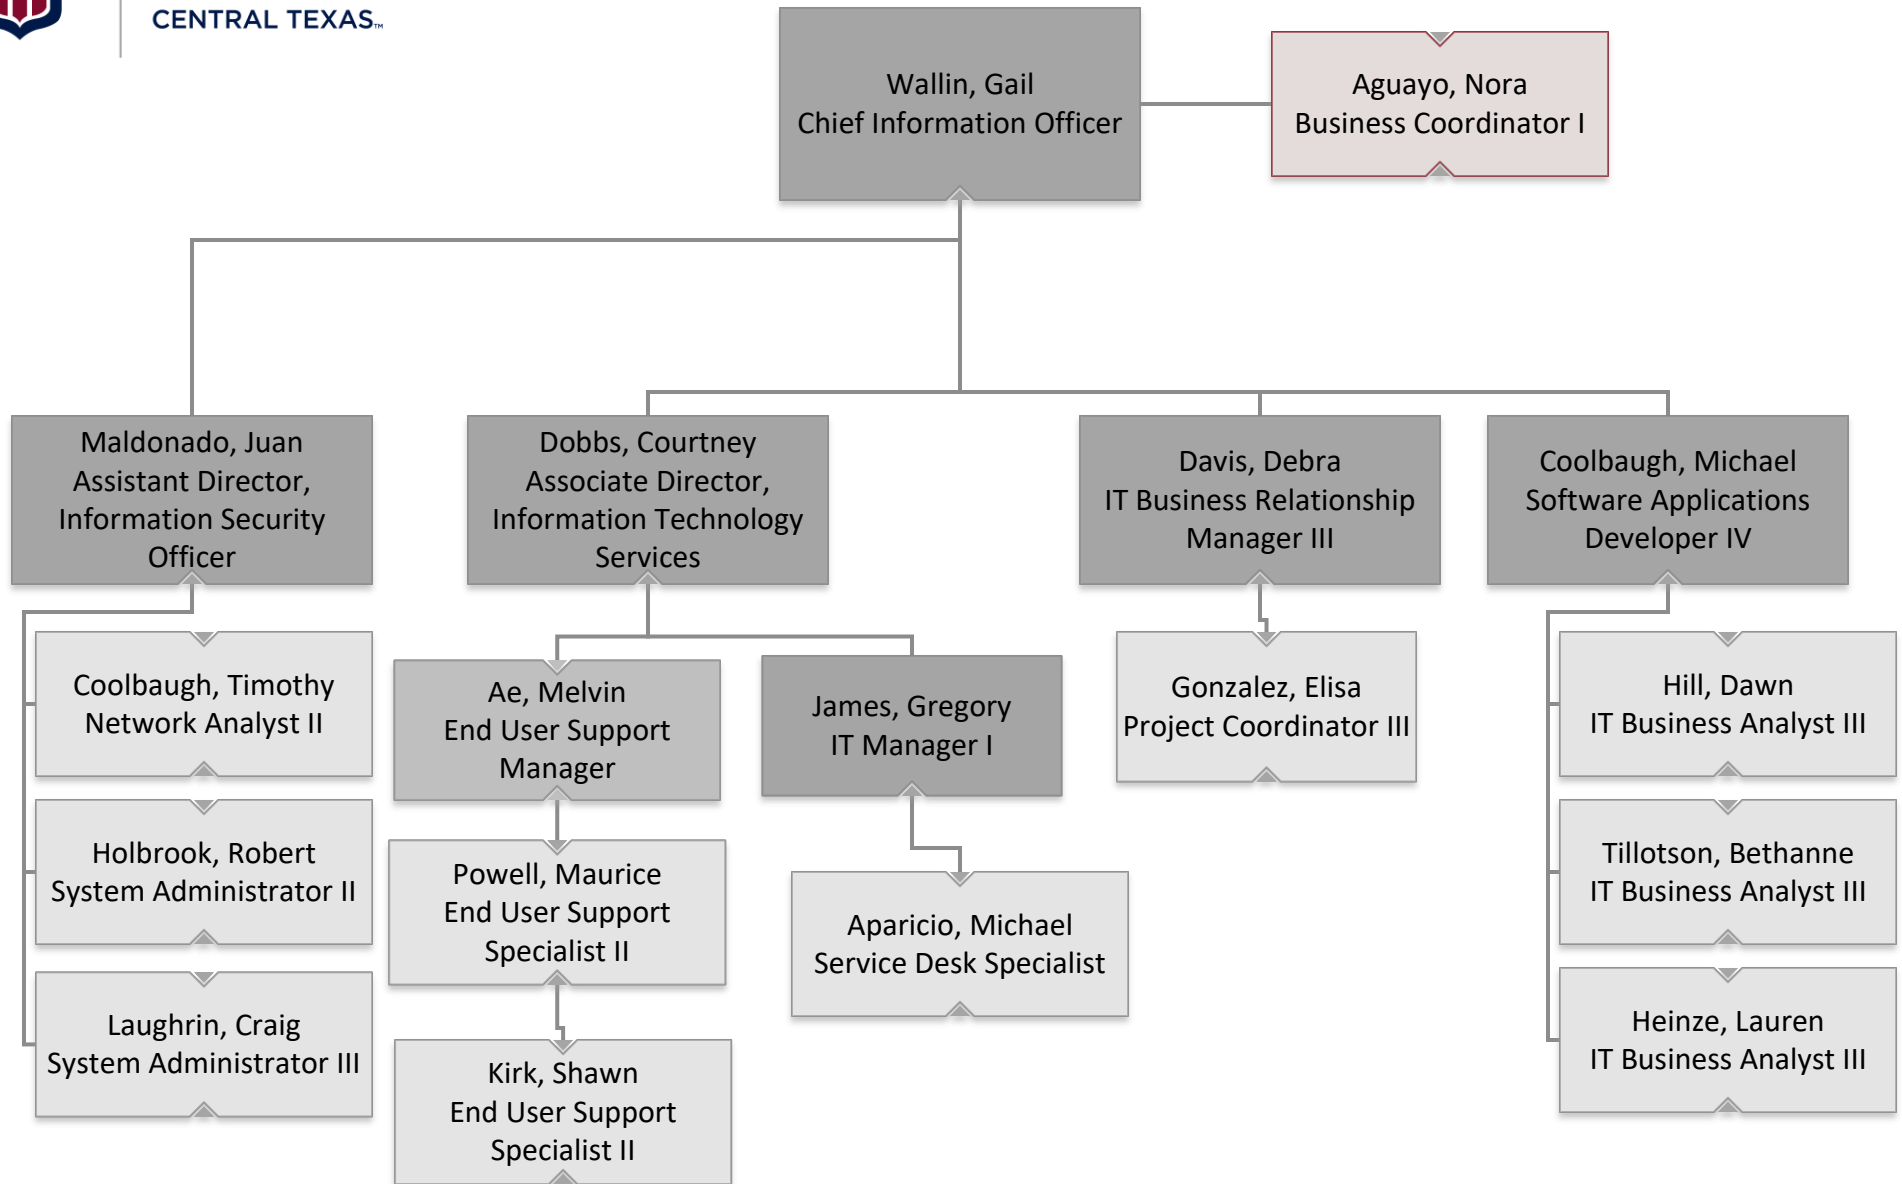 CENTRAL TEXAS™
Wallin, Gail
Chief Information Officer
Aguayo, Nora
Business Coordinator I
Maldonado, Juan
Assistant Director,
Information Security
Officer
Dobbs, Courtney
Associate Director,
Information Technology
Services
Davis, Debra
IT Business Relationship
Manager III
Coolbaugh, Michael
Software Applications
Developer IV
Coolbaugh, Timothy
Network Analyst II
Holbrook, Robert
System Administrator II
Laughrin, Craig
System Administrator III
Ae, Melvin
End User Support
Manager
Powell, Maurice
End User Support
Specialist II
Kirk, Shawn
End User Support
Specialist II
James, Gregory
IT Manager I
Aparicio, Michael
Service Desk Specialist
Gonzalez, Elisa
Project Coordinator III
Hill, Dawn
IT Business Analyst III
Tillotson, Bethanne
IT Business Analyst III
Heinze, Lauren
IT Business Analyst III